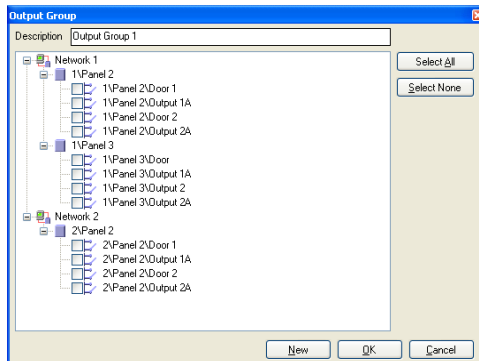 Output Group
Description Output Group 1
Network 1
1\Panel 2
1\Panel 2\Door 1
1\Panel 2\Output 1A
1\Panel 2\Door 2
1\Panel 2\Output 2A
1\Panel 3
1\Panel 3\Door
1\Panel 3\Output 1A
1\Panel 3\Output 2
1\Panel 3\Output 2A
Network 2
2\Panel 2
2\Panel 2\Door 1
2\Panel 2\Output 1A
2\Panel 2\Door 2
2\Panel 2\Output 2A
Select All
Select None
New OK Cancel